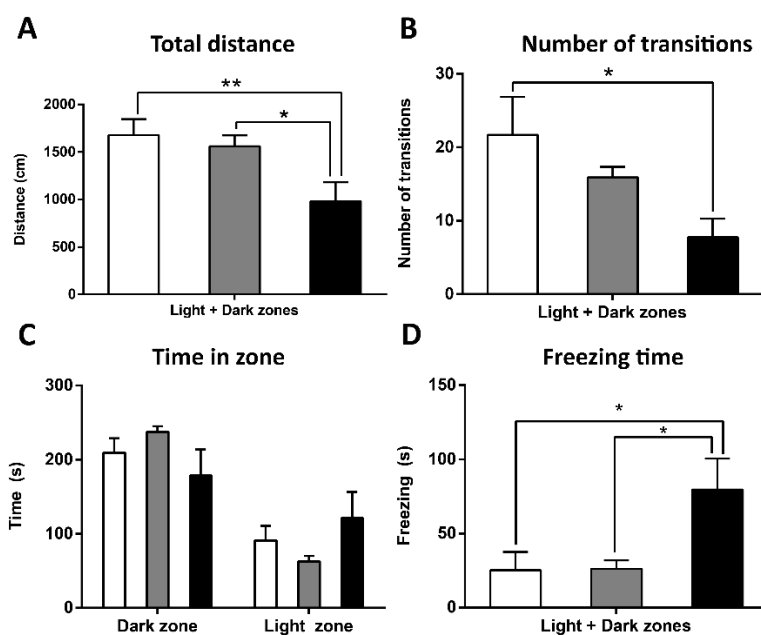 A
Total distance
**
*
Distance (cm)
2000
1500
1000
500
0
Light + Dark zones
B
Number of transitions
*
Number of transitions
30
20
10
0
Light + Dark zones
C
Time in zone
Time (s)
300
200
100
0
Dark zone
Light zone
D
Freezing time
*
*
Freezing (s)
150
100
50
0
Light + Dark zones